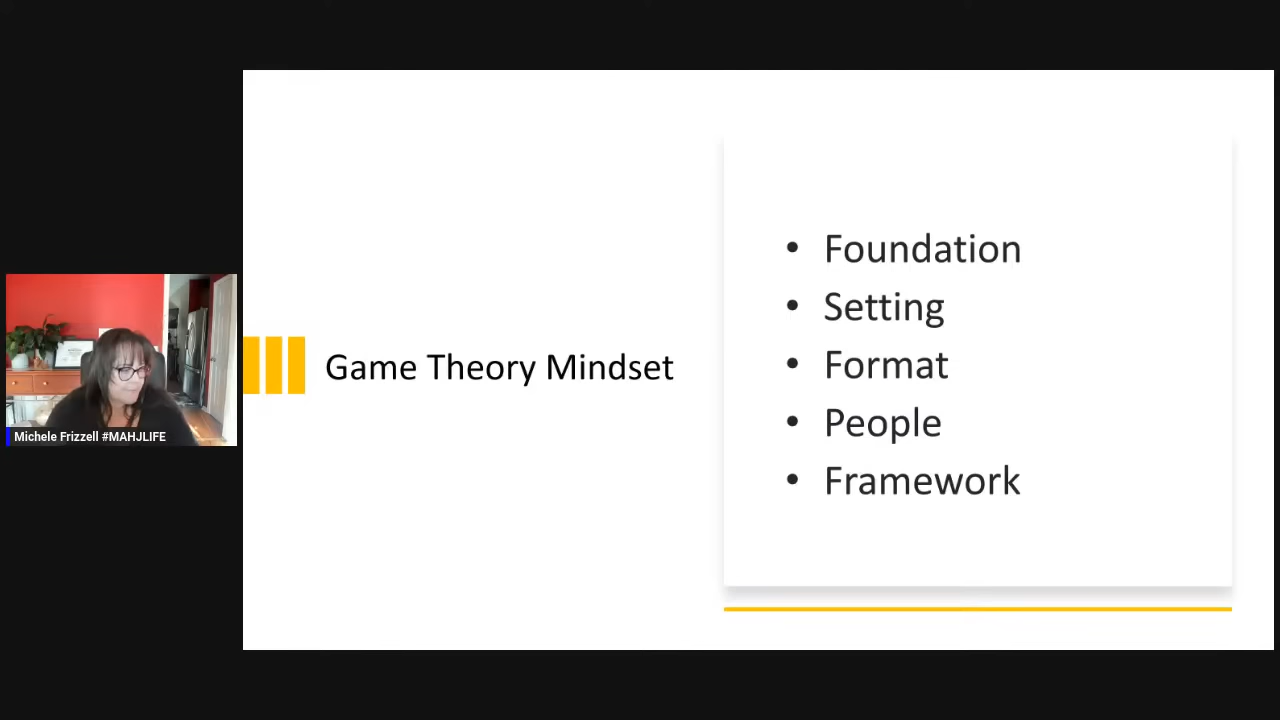 Game Theory Mindset
• Foundation
• Setting
• Format
• People
• Framework
Michele Frizzell #MAHJLIFE